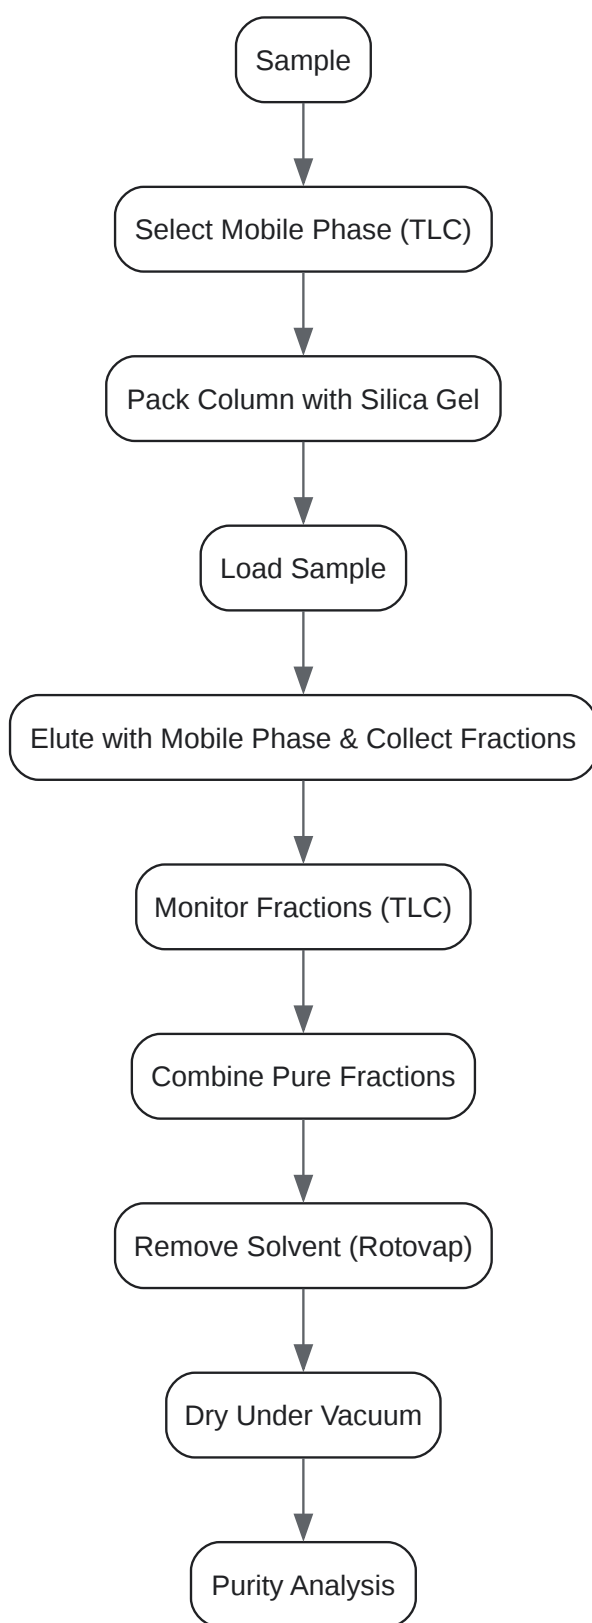 Sample
Select Mobile Phase (TLC)
Pack Column with Silica Gel
Load Sample
Elute with Mobile Phase & Collect Fractions
Monitor Fractions (TLC)
Combine Pure Fractions
Remove Solvent (Rotovap)
Dry Under Vacuum
Purity Analysis